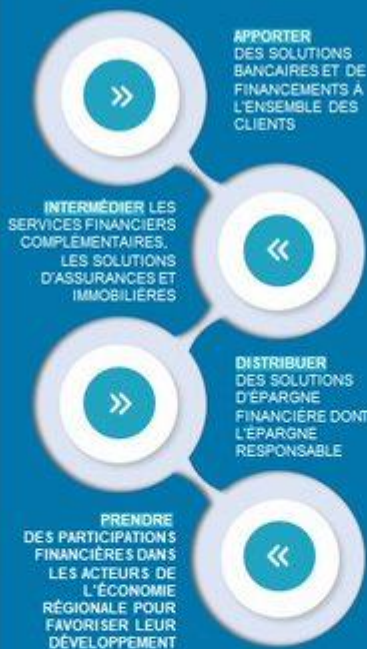 APPORTER
DES SOLUTIONS
BANCAIRES ET DE
FINANCEMENTS À
L'ENSEMBLE DES
CLIENTS
INTERMÉDIER LES
SERVICES FINANCIERS
COMPLEMENTAIRES,
LES SOLUTIONS
D'ASSURANCES ET
IMMOBILIÈRES
DISTRIBUER
DES SOLUTIONS
D'ÉPARGNE
FINANCIÈRE DONT
L'ÉPARGNE
RESPONSABLE
PRENDRE
DES PARTICIPATIONS
FINANCIÈRES DANS
LES ACTEURS DE
L'ÉCONOMIE
RÉGIONALE POUR
FAVORISER LEUR
DÉVELOPPEMENT